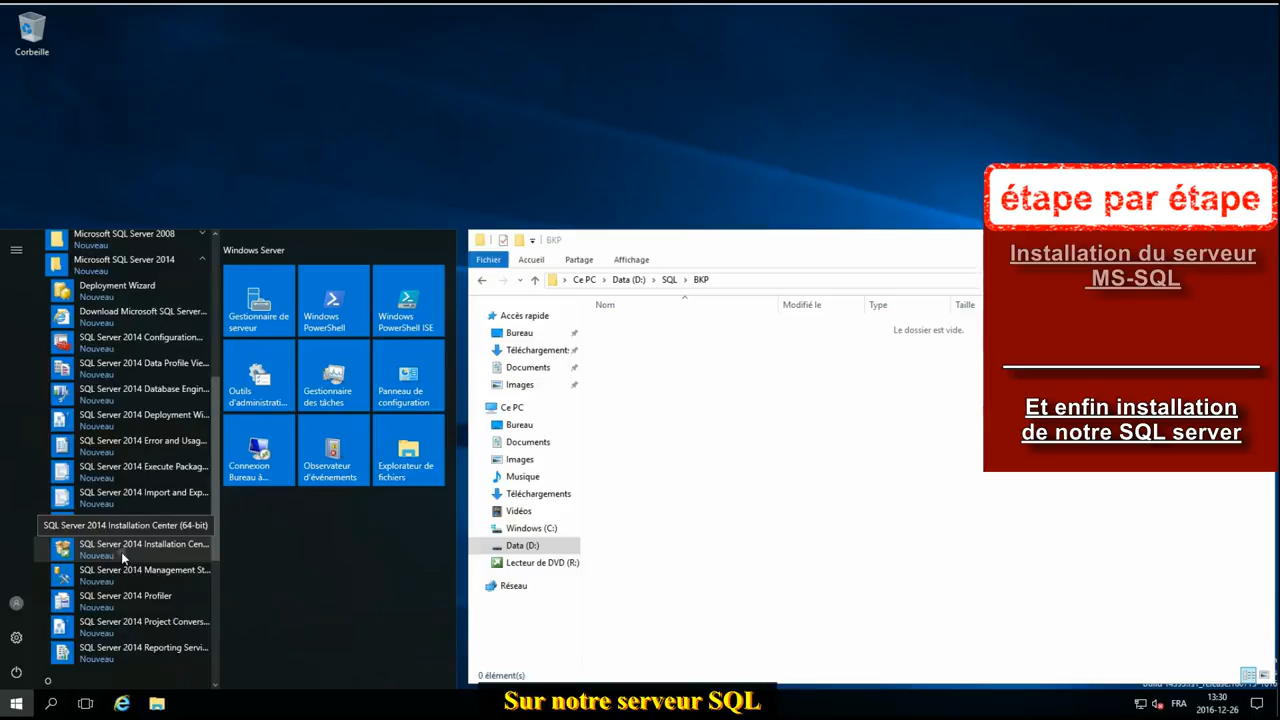 Corbeille
Microsoft SQL Server 2008
Nouveau
Microsoft SQL Server 2014
Nouveau
Deployment Wizard
Nouveau
Download Microsoft SQL Server...
Nouveau
SQL Server 2014 Configuration...
Nouveau
SQL Server 2014 Data Profile Vie...
Nouveau
SQL Server 2014 Database Engin...
Nouveau
SQL Server 2014 Deployment Wi...
Nouveau
SQL Server 2014 Error and Usag...
Nouveau
SQL Server 2014 Execute Packag...
Nouveau
SQL Server 2014 Import and Exp...
Nouveau
SQL Server 2014 Installation Center (64-bit)
SQL Server 2014 Installation Cen...
Nouveau
SQL Server 2014 Management St...
Nouveau
SQL Server 2014 Profiler
Nouveau
SQL Server 2014 Project Convers...
Nouveau
SQL Server 2014 Reporting Servi...
Nouveau
O
Windows Server
Gestionnaire de
serveur
Windows
PowerShell
Windows
PowerShell ISE
Outils
d'administrati...
Gestionnaire
des tâches
Panneau de
configuration
Connexion
Bureau à...
Observateur
d'événements
Explorateur de
fichiers
BKP
Fichier
Accueil
Partage
Affichage
Ce PC
Data (D:)
SQL
BKP
Nom
Modifié le
Type
Taille
Le dossier est vide.
Accès rapide
Bureau
Téléchargement:
Documents
Images
Ce PC
Bureau
Documents
Images
Musique
Téléchargements
Vidéos
Windows (C:)
Data (D:)
Lecteur de DVD (R:)
Réseau
0 élément(s)
étape par étape
Installation du serveur
MS-SQL
Et enfin installation
de notre SQL server
Sur notre serveur SQL
FRA
13:30
2016-12-26